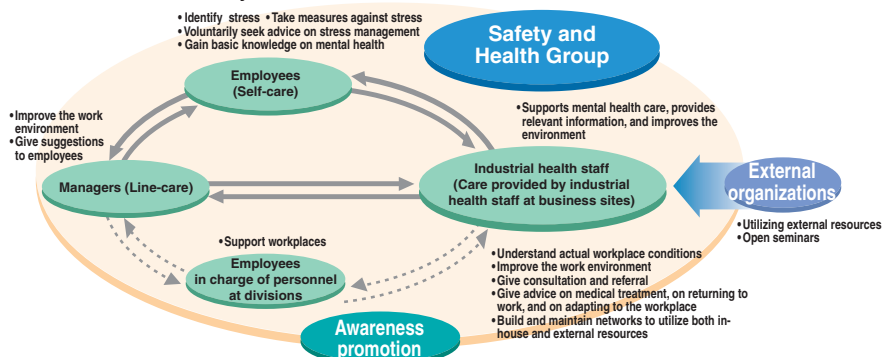 •Identify stress •Take measures against stress
•Voluntarily seek advice on stress management
•Gain basic knowledge on mental health
Safety and
Health Group
Employees
(Self-care)
•Improve the work
environment
•Give suggestions
to employees
•Supports mental health care, provides
relevant information, and improves the
environment
Managers (Line-care)
Industrial health staff
(Care provided by industrial
health staff at business sites)
External
organizations
•Utilizing external resources
•Open seminars
•Support workplaces
Employees
in charge of personnel
at divisions
•Understand actual workplace conditions
•Improve the work environment
•Give consultation and referral
•Give advice on medical treatment, on returning to
work, and on adapting to the workplace
•Build and maintain networks to utilize both in-
house and external resources
Awareness
promotion